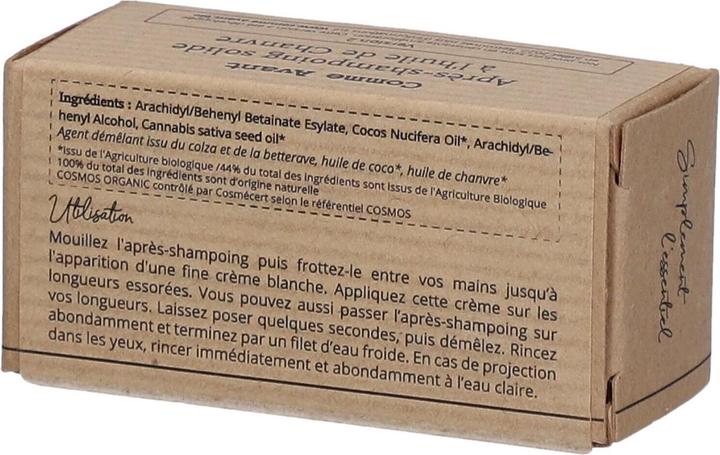 Comme Avant
Après-shampoing solide
à l'huile de Chanvre
Version 2
Ingrédients : Arachidyl/Behenyl Betainate Esylate, Cocos Nucifera Oil*, Arachidyl/Be-
henyl Alcohol, Cannabis sativa seed oil*
Agent démêlant issu du colza et de la betterave, huile de coco*, huile de chanvre*
*issu de l'Agriculture biologique /44% du total des ingrédients sont issus de l'Agriculture Biologique
100% du total des ingrédients sont d'origine naturelle
COSMOS ORGANIC contrôlé par Cosmécert selon le référentiel COSMOS
Utilisation
Mouillez l'après-shampoing puis frottez-le entre vos mains jusqu'à
l'apparition d'une fine crème blanche. Appliquez cette crème sur les
longueurs essorées. Vous pouvez aussi passer l'après-shampoing sur
vos longueurs. Laissez poser quelques secondes, puis démêlez. Rincez
abondamment et terminez par un filet d'eau froide. En cas de projection
dans les yeux, rincer immédiatement et abondamment à l'eau claire.
Simplement
l'essentiel